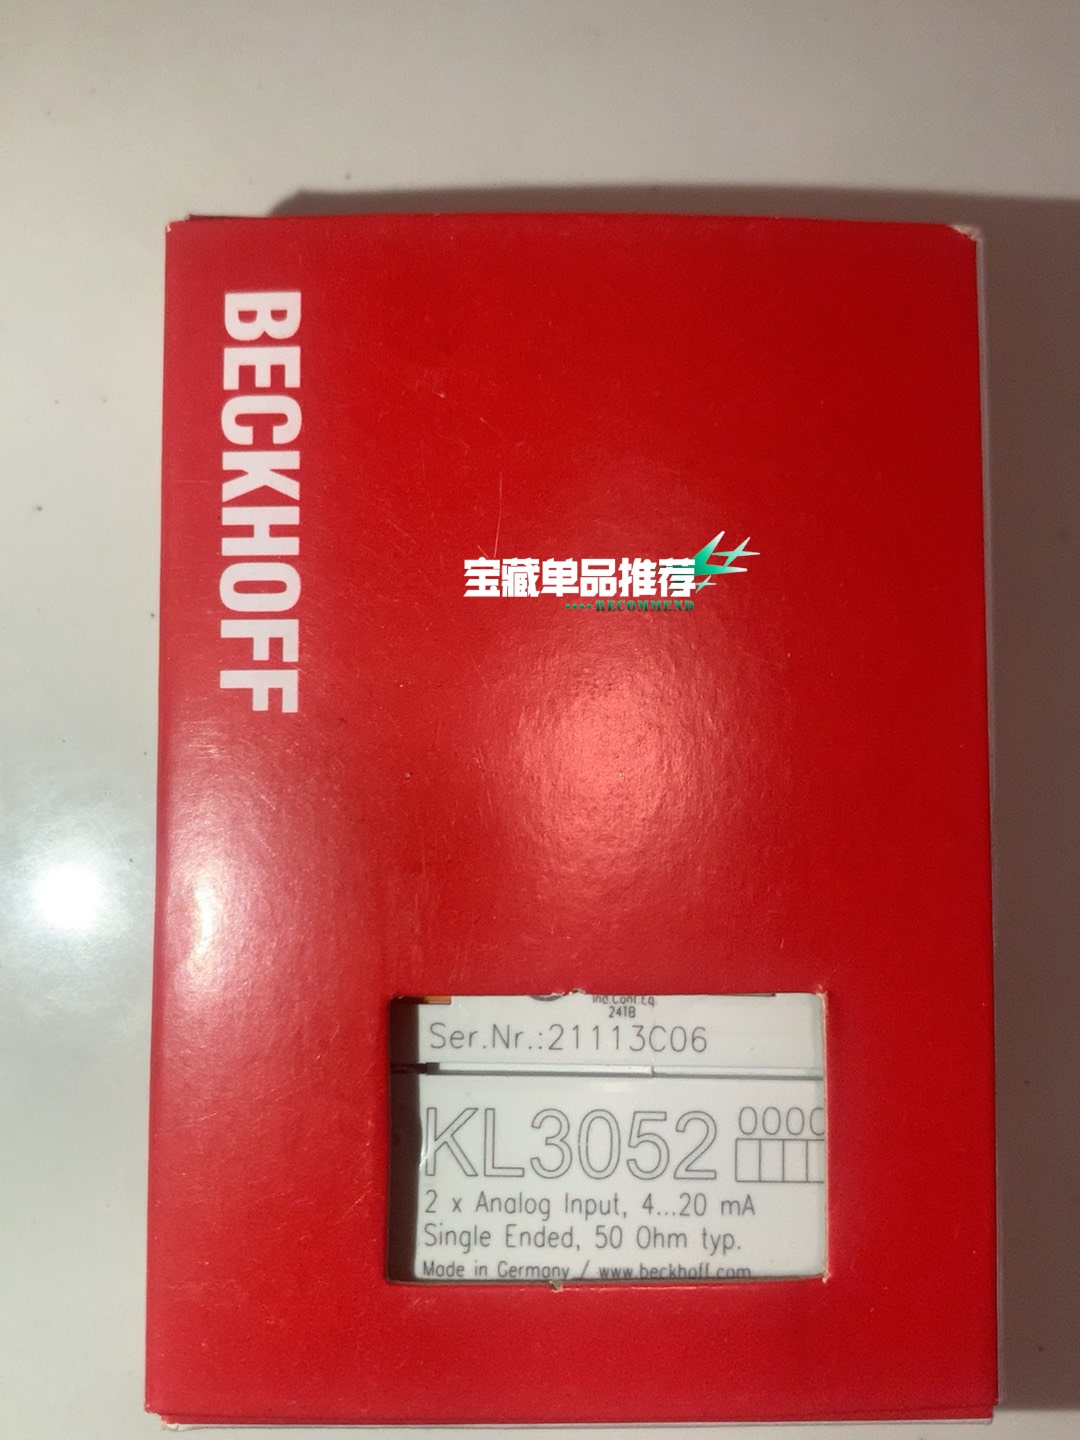 BECKHOFF
宝藏单品推荐
RECOMMEND
Ind.Cont.Eq.
24TB
Ser.Nr.:21113C06
KL3052
2 x Analog Input, 4...20 mA
Single Ended, 50 Ohm typ.
Made in Germany / www.beckhoff.com